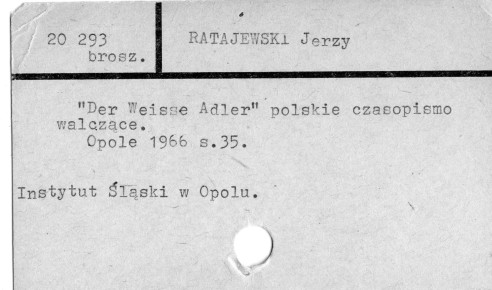 20 293
brosz.
RATAJEWSKI Jerzy
"Der Weisse Adler" polskie czasopismo
walczące.
Opole 1966 s.35.
Instytut Śląski w Opolu.